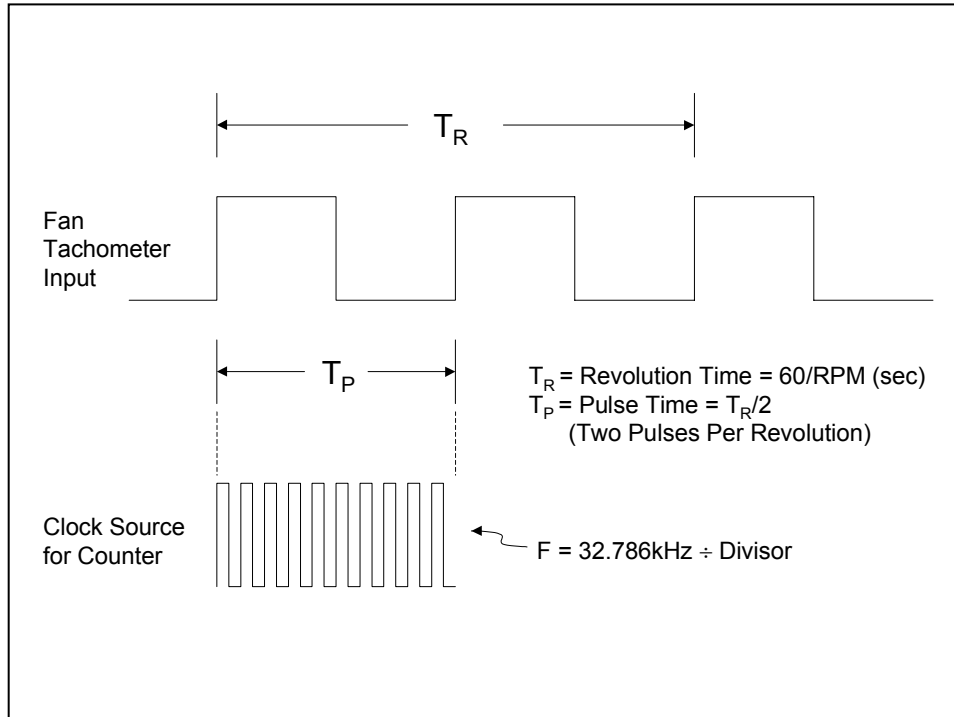 T_R
Fan
Tachometer
Input
T_P
T_R = Revolution Time = 60/RPM (sec)
T_P = Pulse Time = T_R/2
(Two Pulses Per Revolution)
Clock Source
for Counter
F = 32.786kHz ÷ Divisor